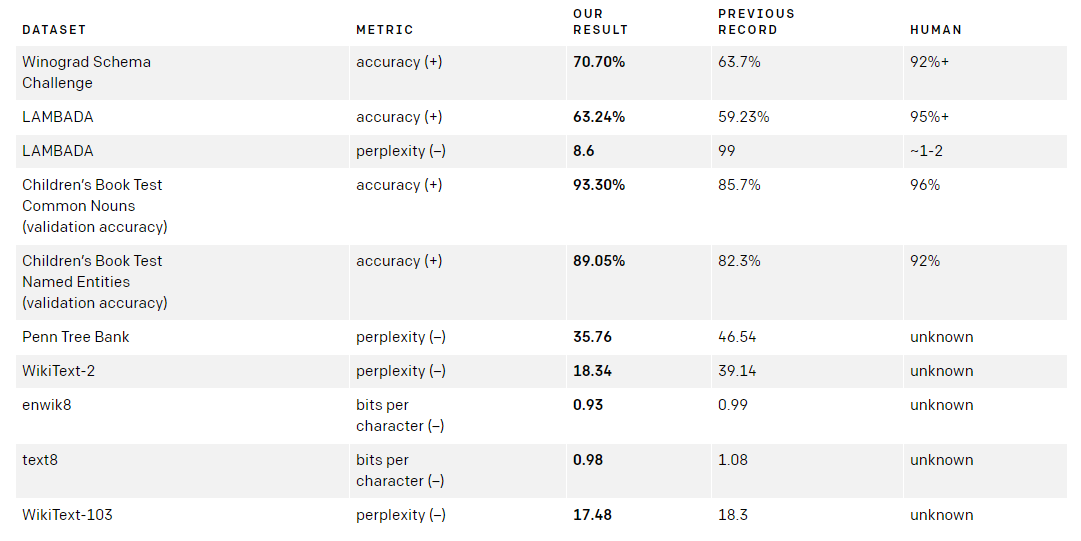 DATASET METRIC OUR RESULT PREVIOUS RECORD HUMAN
Winograd Schema Challenge accuracy (+) 70.70% 63.7% 92%+
LAMBADA accuracy (+) 63.24% 59.23% 95%+
LAMBADA perplexity (–) 8.6 99 ~1-2
Children’s Book Test Common Nouns (validation accuracy) accuracy (+) 93.30% 85.7% 96%
Children’s Book Test Named Entities (validation accuracy) accuracy (+) 89.05% 82.3% 92%
Penn Tree Bank perplexity (–) 35.76 46.54 unknown
WikiText-2 perplexity (–) 18.34 39.14 unknown
enwik8 bits per character (–) 0.93 0.99 unknown
text8 bits per character (–) 0.98 1.08 unknown
WikiText-103 perplexity (–) 17.48 18.3 unknown